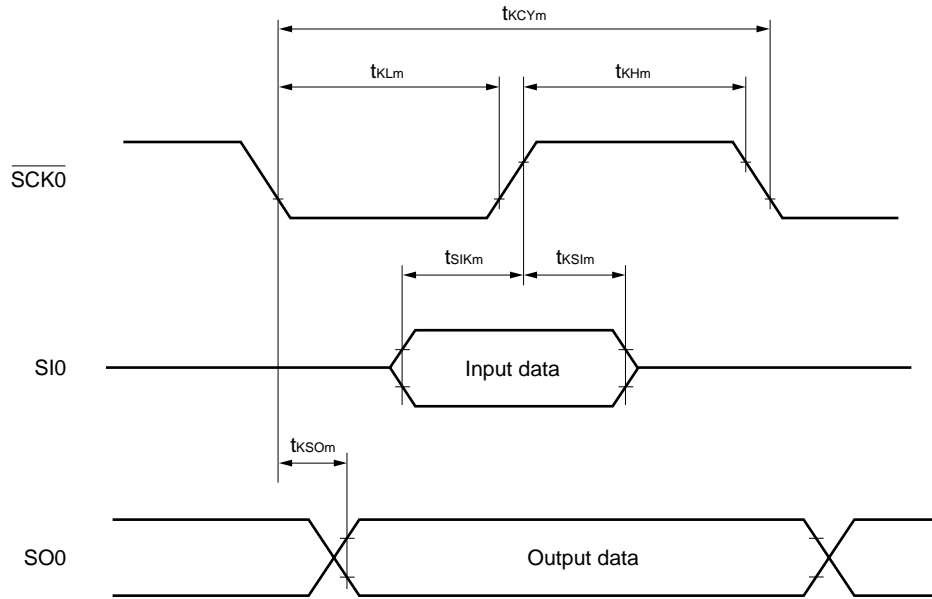 tKCYm
tKLm
tKHm
SCK0
tSIKm
tKSIm
SI0
Input data
tKSOm
SO0
Output data